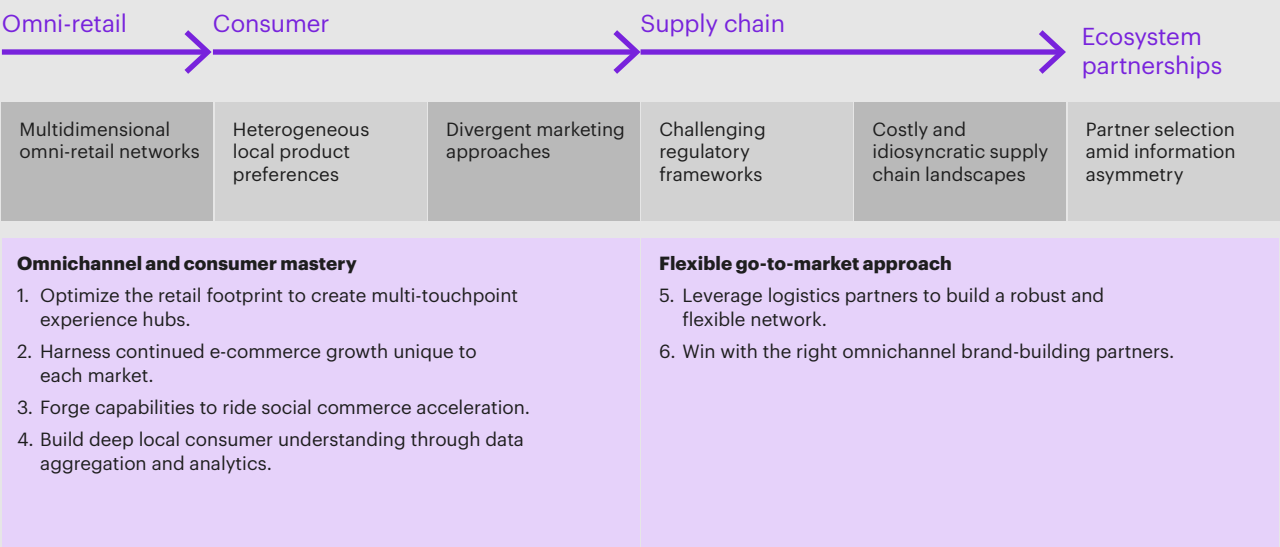 Omni-retail
Consumer
Supply chain
Ecosystem
partnerships
Multidimensional
omni-retail networks
Heterogeneous
local product
preferences
Divergent marketing
approaches
Challenging
regulatory
frameworks
Costly and
idiosyncratic supply
chain landscapes
Partner selection
amid information
asymmetry
Omnichannel and consumer mastery
1. Optimize the retail footprint to create multi-touchpoint
experience hubs.
2. Harness continued e-commerce growth unique to
each market.
3. Forge capabilities to ride social commerce acceleration.
4. Build deep local consumer understanding through data
aggregation and analytics.
Flexible go-to-market approach
5. Leverage logistics partners to build a robust and
flexible network.
6. Win with the right omnichannel brand-building partners.